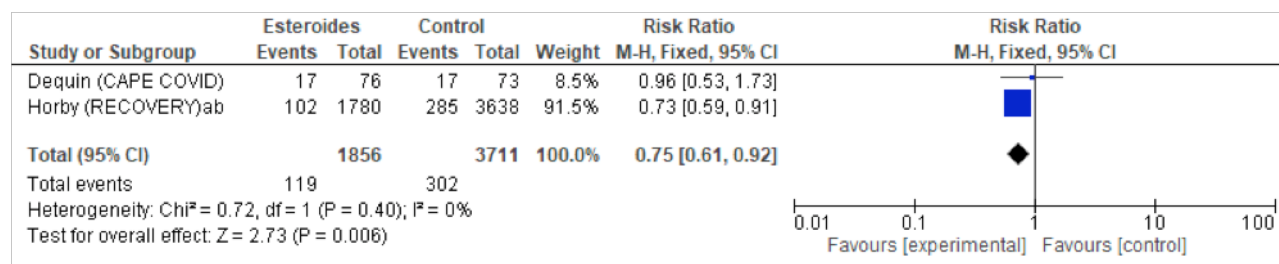 Esteroides Control Risk Ratio Risk Ratio
Study or Subgroup Events Total Events Total Weight M-H, Fixed, 95% CI M-H, Fixed, 95% CI
Dequin (CAPE COVID) 17 76 17 73 8.5% 0.96 [0.53, 1.73]
Horby (RECOVERY)ab 102 1780 285 3638 91.5% 0.73 [0.59, 0.91]
Total (95% CI) 1856 3711 100.0% 0.75 [0.61, 0.92]
Total events 119 302
Heterogeneity: Chi² = 0.72, df = 1 (P = 0.40); I² = 0%
Test for overall effect: Z = 2.73 (P = 0.006)
0.01 0.1 1 10 100
Favours [experimental] Favours [control]